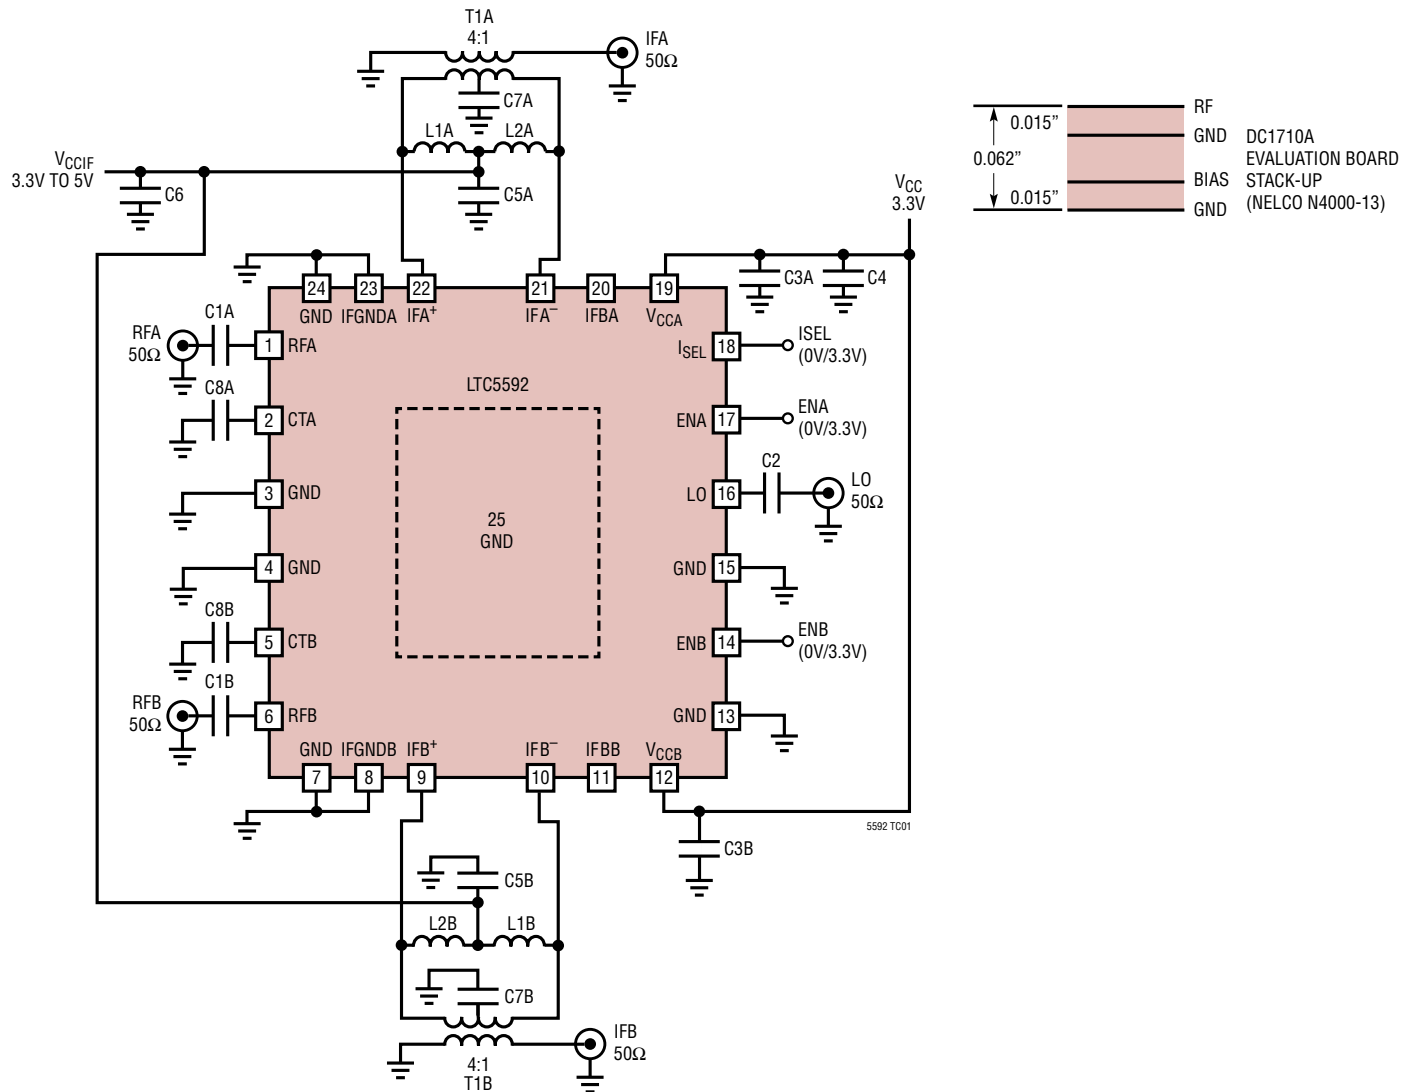 T1A
4:1
IFA
50Ω
C7A
L1A
L2A
VCCIF
3.3V TO 5V
C6
C5A
VCC
3.3V
RF
0.015”
GND
DC1710A
0.062”
EVALUATION BOARD
BIAS
STACK-UP
0.015”
(NELCO N4000-13)
GND
C3A
C4
24
23
22
21
20
19
GND
IFGNDA
IFA+
IFA–
IFBA
VCCA
C1A
RFA
50Ω
1
RFA
ISEL
18
ISEL
(0V/3.3V)
LTC5592
C8A
2
CTA
ENA
17
ENA
(0V/3.3V)
C2
3
GND
LO
16
LO
50Ω
25
GND
4
GND
GND
15
C8B
5
CTB
ENB
14
ENB
(0V/3.3V)
C1B
RFB
50Ω
6
RFB
GND
13
GND
IFGNDB
IFB+
IFB–
IFBB
VCCB
7
8
9
10
11
12
5592 TC01
C3B
C5B
L2B
L1B
C7B
IFB
50Ω
4:1
T1B